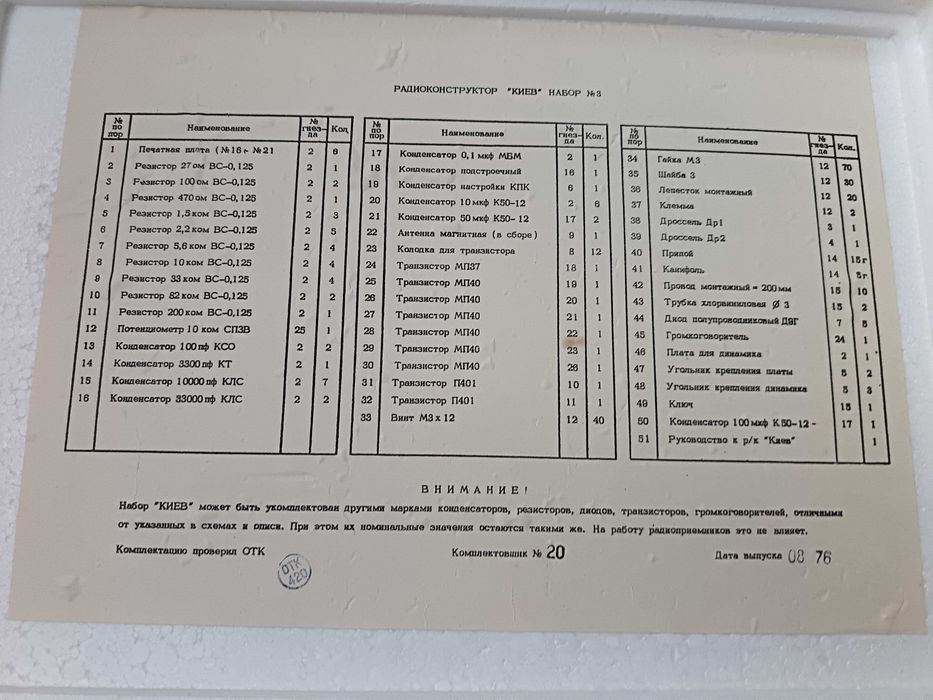 РАДИОКОНСТРУКТОР "КИЕВ" НАБОР №3
№ по пор Наименование № гнез-да Кол.
1 Печатная плата (№16÷ №21 2 6
2 Резистор 27 ом ВС-0,125 2 1
3 Резистор 100 ом ВС-0,125 2 2
4 Резистор 470 ом ВС-0,125 2 1
5 Резистор 1,5 ком ВС-0,125 2 3
6 Резистор 2,2 ком ВС-0,125 2 5
7 Резистор 5,6 ком ВС-0,125 2 4
8 Резистор 10 ком ВС-0,125 2 4
9 Резистор 33 ком ВС-0,125 2 4
10 Резистор 82 ком ВС-0,125 2 2
11 Резистор 200 ком ВС-0,125 2 1
12 Потенциометр 10 ком СПЗВ 25 1
13 Конденсатор 100 пф КСО 2 2
14 Конденсатор 3300 пф КТ 2 1
15 Конденсатор 10000 пф КЛС 2 7
16 Конденсатор 33000 пф КЛС 2 2
№ по пор Наименование № гнез-да Кол.
17 Конденсатор 0,1 мкф МБМ 2 1
18 Конденсатор подстроечный 16 1
19 Конденсатор настройки КПК 6 1
20 Конденсатор 10 мкф К50-12 2 6
21 Конденсатор 50 мкф К50-12 17 2
22 Антенна магнитная (в сборе) 9 1
23 Колодка для транзистора 8 12
24 Транзистор МП37 18 1
25 Транзистор МП40 19 1
26 Транзистор МП40 20 1
27 Транзистор МП40 21 1
28 Транзистор МП40 22 1
29 Транзистор МП40 23 1
30 Транзистор МП40 26 1
31 Транзистор П401 10 1
32 Транзистор П401 11 1
33 Винт М3 х 12 12 40
№ по пор Наименование № гнез-да Кол.
34 Гайка М3 12 70
35 Шайба 3 12 30
36 Лепесток монтажный 12 20
37 Клемма 12 2
38 Дроссель Др1 3 1
39 Дроссель Др2 4 1
40 Припой 14 15г
41 Канифоль 14 5г
42 Провод монтажный = 200 мм 15 10
43 Трубка хлорвиниловая Ø 3 15 2
44 Диод полупроводниковый Д9Г 7 5
45 Громкоговоритель 24 1
46 Плата для динамика 2 1
47 Угольник крепления платы 5 2
48 Угольник крепления динамика 5 3
49 Ключ 15 1
50 Конденсатор 100 мкф К50-12 - 17 1
51 Руководство к р/к "Киев" 1
ВНИМАНИЕ!
Набор "КИЕВ" может быть укомплектован другими марками конденсаторов, резисторов, диодов, транзисторов, громкоговорителей, отличными
от указанных в схемах и описи. При этом их номинальные значения остаются такими же. На работу радиоприемников это не влияет.
Комплектацию проверил ОТК
ОТК
420
Комплектовщик № 20
Дата выпуска 08 76